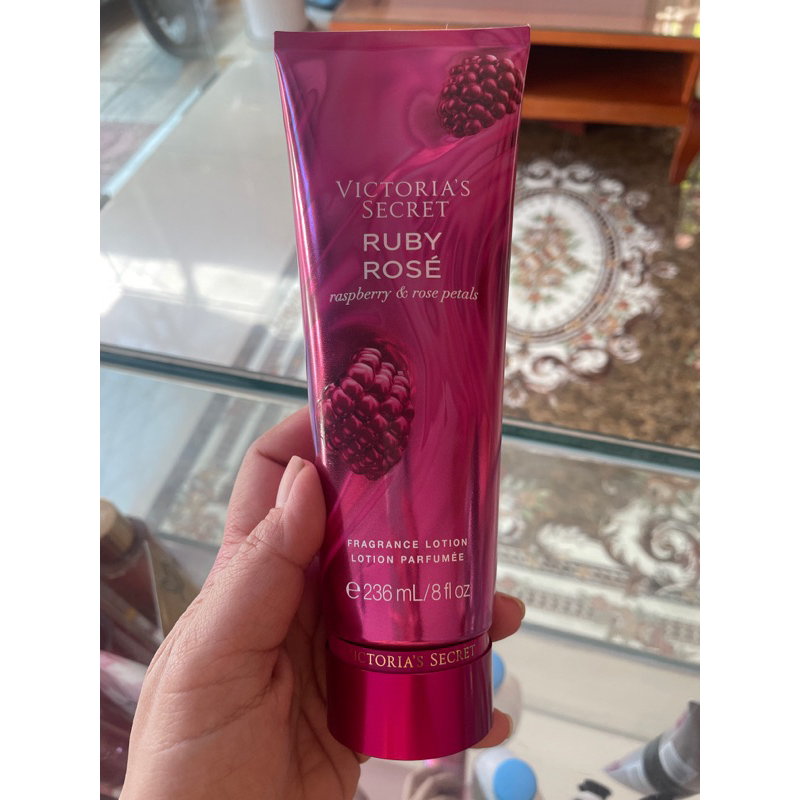 VICTORIA'S
SECRET
RUBY
ROSÉ
raspberry & rose petals
FRAGRANCE LOTION
LOTION PARFUMÉE
℮ 236 mL/8 fl oz
VICTORIA'S SECRET